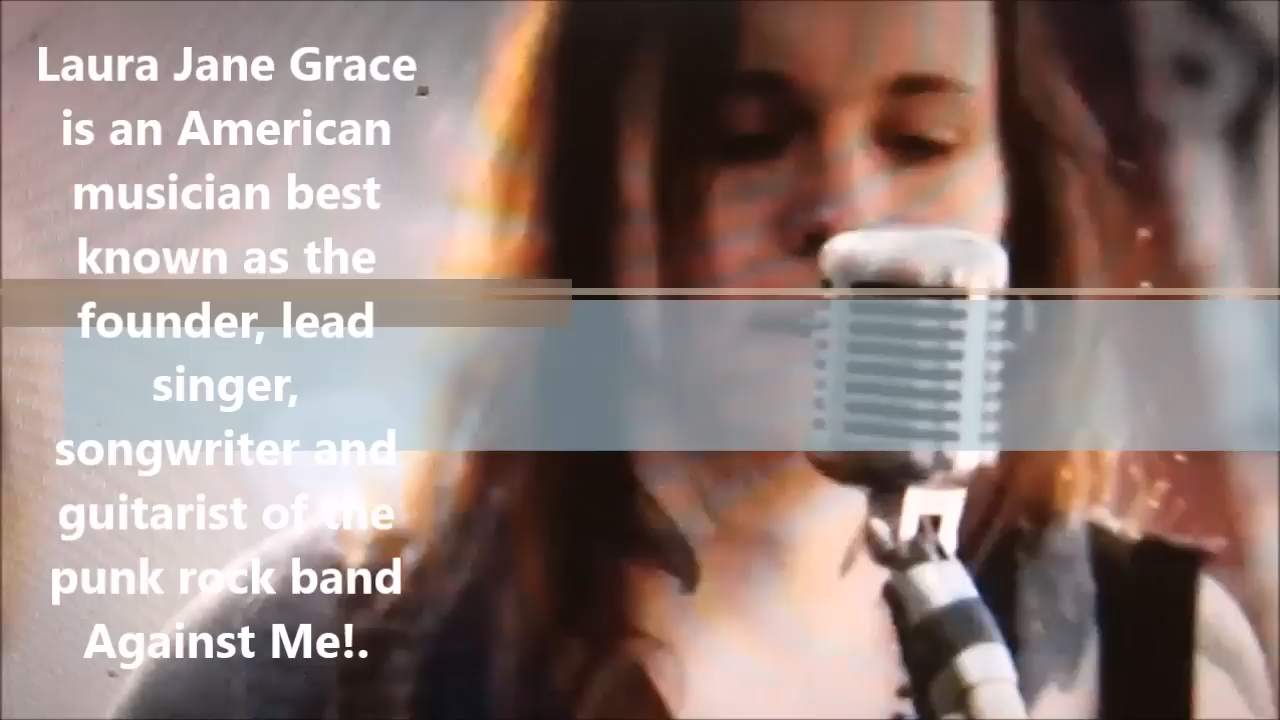 Laura Jane Grace
is an American
musician best
known as the
founder, lead
singer,
songwriter and
guitarist of the
punk rock band
Against Me!.